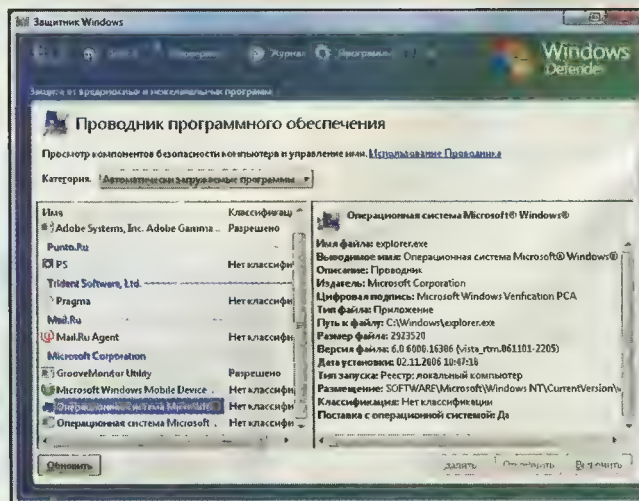 Защитник Windows
Журнал
Windows
Defender
Защита от вредоносных и нежелательных программ
Проводник программного обеспечения
Просмотр компонентов безопасности компьютера и управление ими. Использование Проводника
Категория. Автоматически загружаемые программы
Имя Классификац
Adobe Systems, Inc. Adobe Gamma .. Разрешено
Punto.Ru
PS Нет классифи
Trident Software, Ltd.
Pragma Нет классифи
Mail.Ru
Mail.Ru Agent Нет классифи
Microsoft Corporation
GrooveMonitor Utility Разрешено
Microsoft Windows Mobile Device . Нет классифи
Операционная система Microsoft Нет классифи
Операционная система Microsoft . Нет классифи
Обновить
Операционная система Microsoft® Windows®
Имя файла: explorer.exe
Выводимое имя: Операционная система Microsoft® Windows®
Описание: Проводник
Издатель: Microsoft Corporation
Цифровая подпись: Microsoft Windows Verification PCA
Тип файла: Приложение
Путь к файлу: C:\Windows\explorer.exe
Размер файла: 2923520
Версия файла: 6.0.6000.16386 (vista_rtm.061101-2205)
Дата установки: 02.11.2006 10:47:18
Тип запуска: Реестр: локальный компьютер
Размещение: SOFTWARE\Microsoft\Windows NT\CurrentVersion\
Классификация: Нет классификации
Поставка с операционной системой: Да